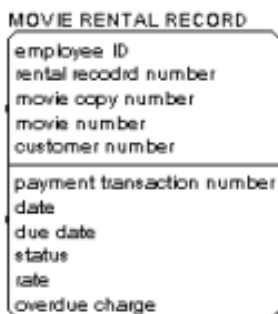 MOVIE RENTAL RECORD
employee ID
rental recodrd number
movie copy number
movie number
customer number
payment transaction number
date
due date
status
rate
overdue charge